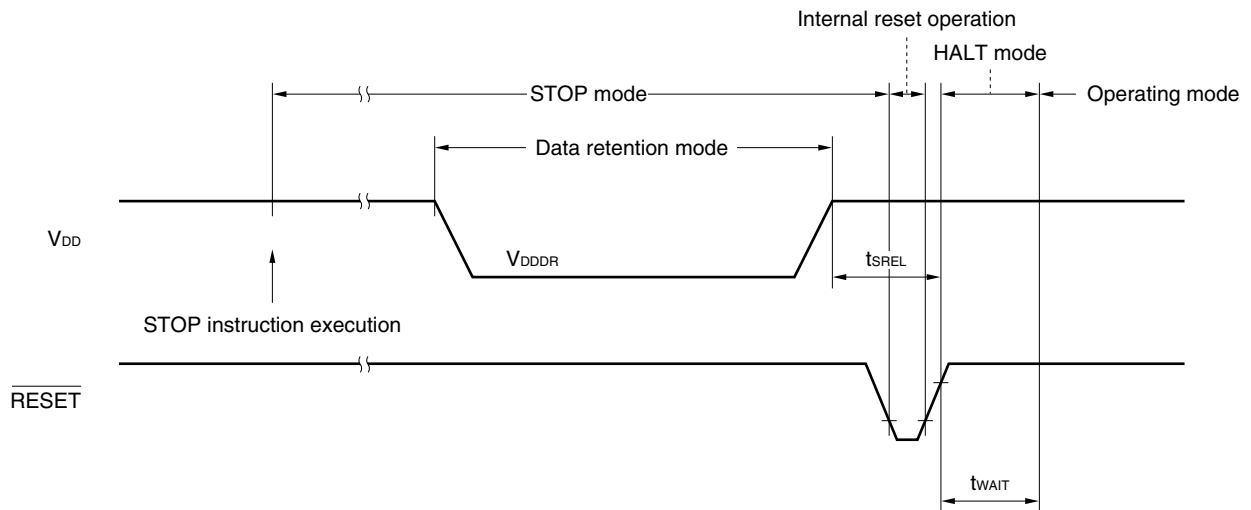 Internal reset operation
HALT mode
STOP mode
Operating mode
Data retention mode
VDD
VDDDR
tSREL
STOP instruction execution
RESET
tWAIT